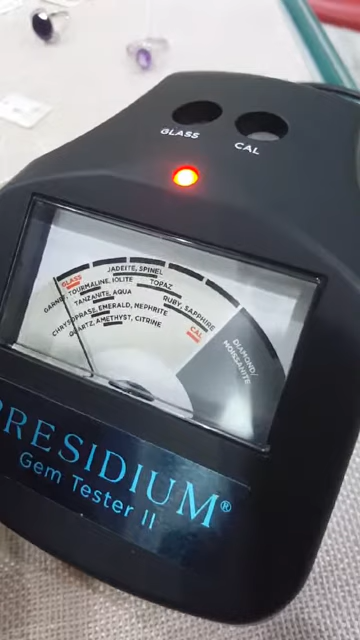 GLASS
CAL
GLASS
JADEITE, SPINEL
GARNET, TOURMALINE, IOLITE
TOPAZ
TANZANITE, AQUA
RUBY, SAPPHIRE
CHRYSOPRASE, EMERALD, NEPHRITE
CAL
QUARTZ, AMETHYST, CITRINE
DIAMOND/
MOISSANITE
PRESIDIUM®
Gem Tester II